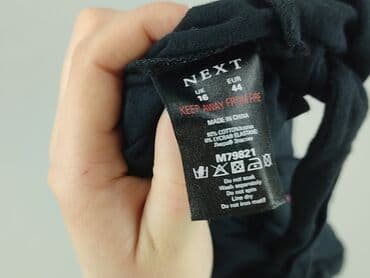 NEXT
UK EUR
16 44
KEEP AWAY FROM FIRE
MADE IN CHINA
M79821
Do not soak
Wash separately
Do not spin
Line dry
Do not iron motif